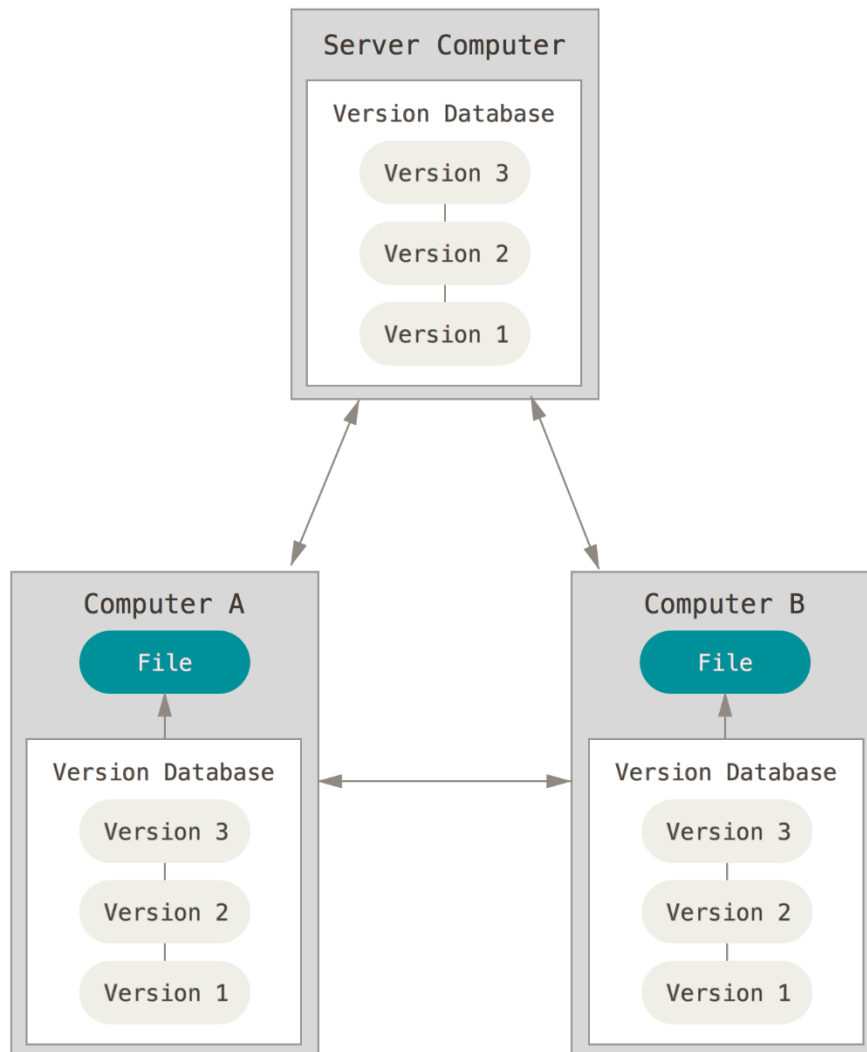 Server Computer
Version Database
Version 3
Version 2
Version 1
Computer A
File
Version Database
Version 3
Version 2
Version 1
Computer B
File
Version Database
Version 3
Version 2
Version 1